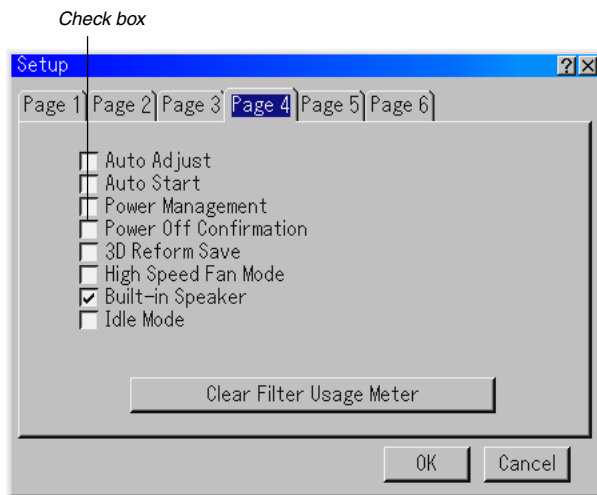 Check box
Setup
Page 1 Page 2 Page 3 Page 4 Page 5 Page 6
Auto Adjust
Auto Start
Power Management
Power Off Confirmation
3D Reform Save
High Speed Fan Mode
Built-in Speaker
Idle Mode
Clear Filter Usage Meter
OK Cancel